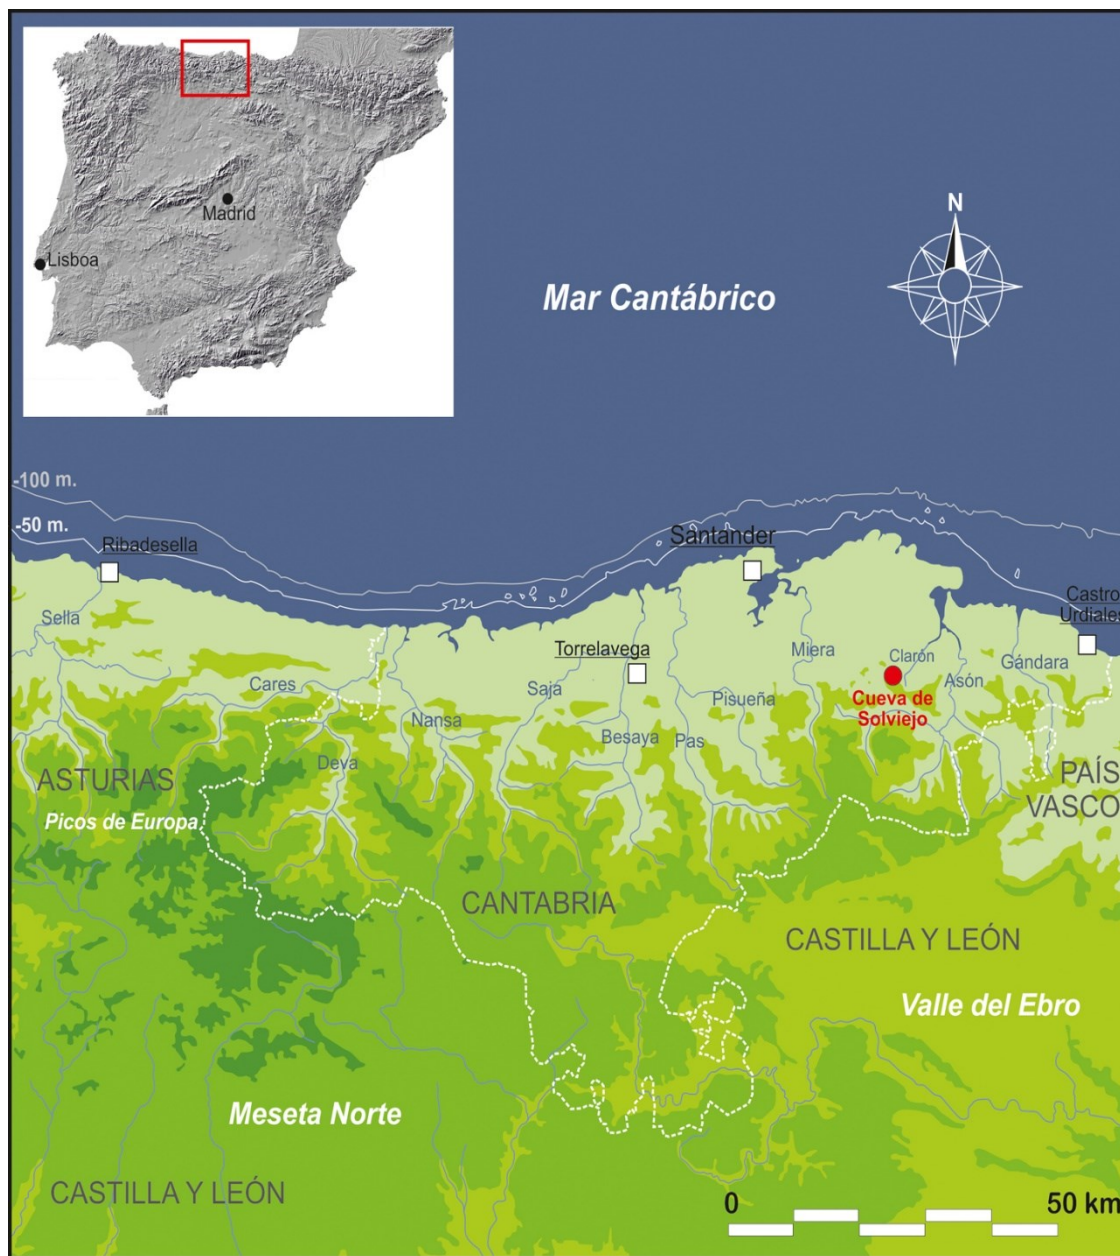 Madrid
Lisboa
N
Mar Cantábrico
-100 m.
-50 m.
Ribadesella
Santander
Castro
Urdiales
Sella
Torrelavega
Miera
Clarón
Gándara
Cares
Saja
Asón
Cueva de
Solviejo
Nansa
Pisueña
Besaya
Pas
Deva
ASTURIAS
PAÍS
VASCO
Picos de Europa
CANTABRIA
CASTILLA Y LEÓN
Valle del Ebro
Meseta Norte
CASTILLA Y LEÓN
0
50 km